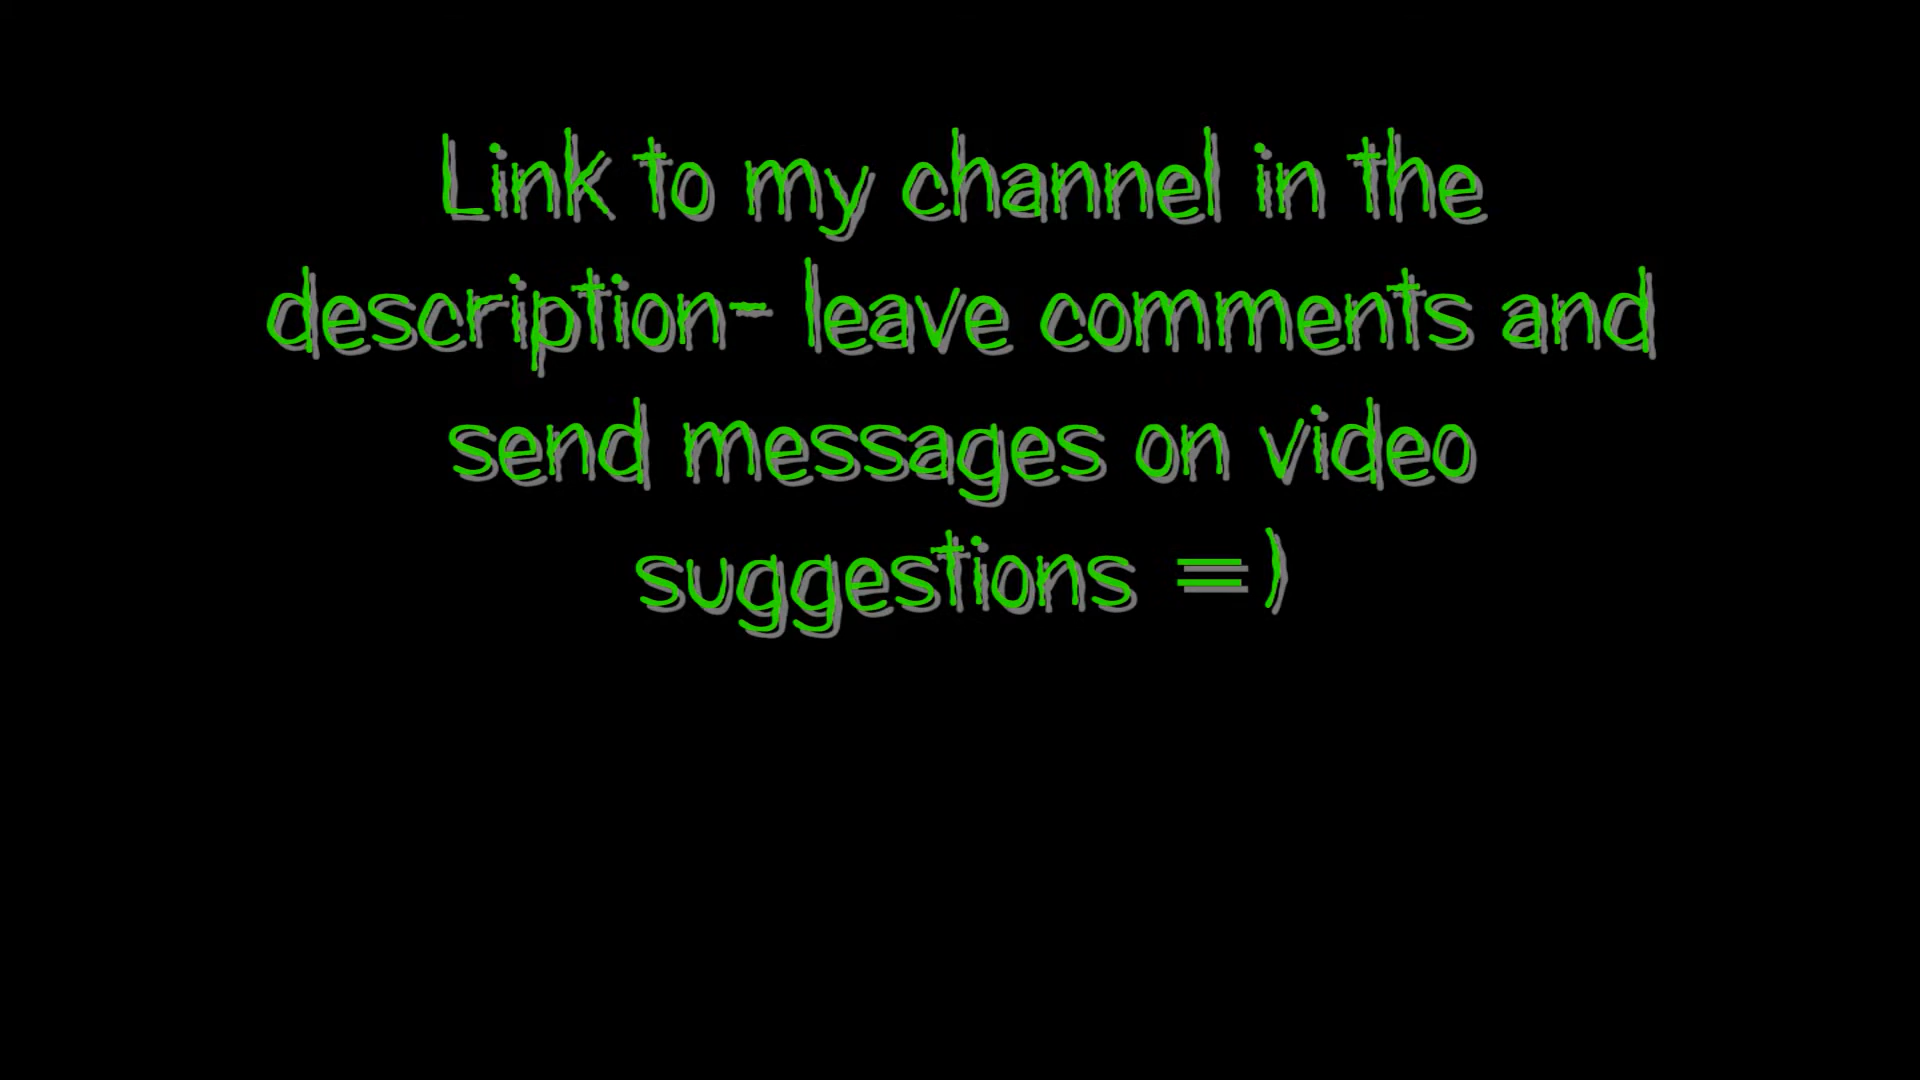 Link to my channel in the
description- leave comments and
send messages on video
suggestions =)